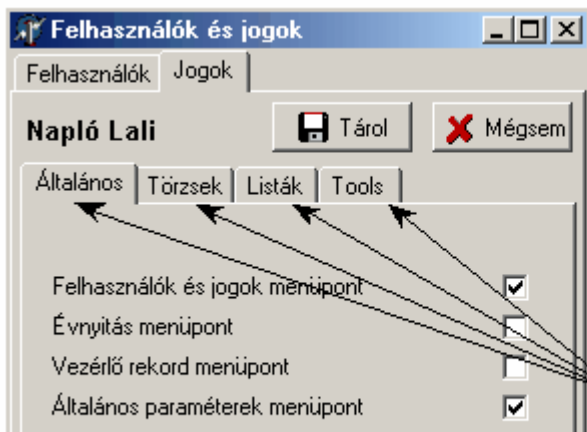 Felhasználók és jogok
Felhasználók Jogok
Napló Lali Tárol Mégsem
Általános Törzsek Listák Tools
Felhasználók és jogok menüpont
Évnyitás menüpont
Vezérlő rekord menüpont
Általános paraméterek menüpont